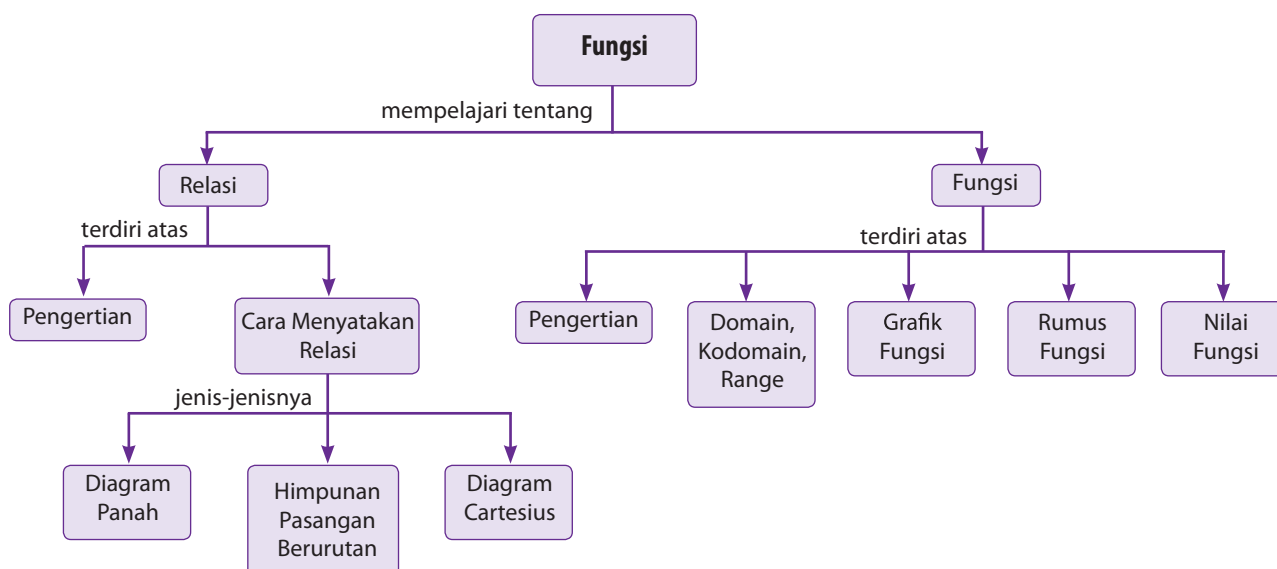 Fungsi
mempelajari tentang
Relasi
Fungsi
terdiri atas
terdiri atas
Pengertian
Cara Menyatakan
Relasi
Pengertian
Domain,
Kodomain,
Range
Grafik
Fungsi
Rumus
Fungsi
Nilai
Fungsi
jenis-jenisnya
Diagram
Panah
Himpunan
Pasangan
Berurutan
Diagram
Cartesius